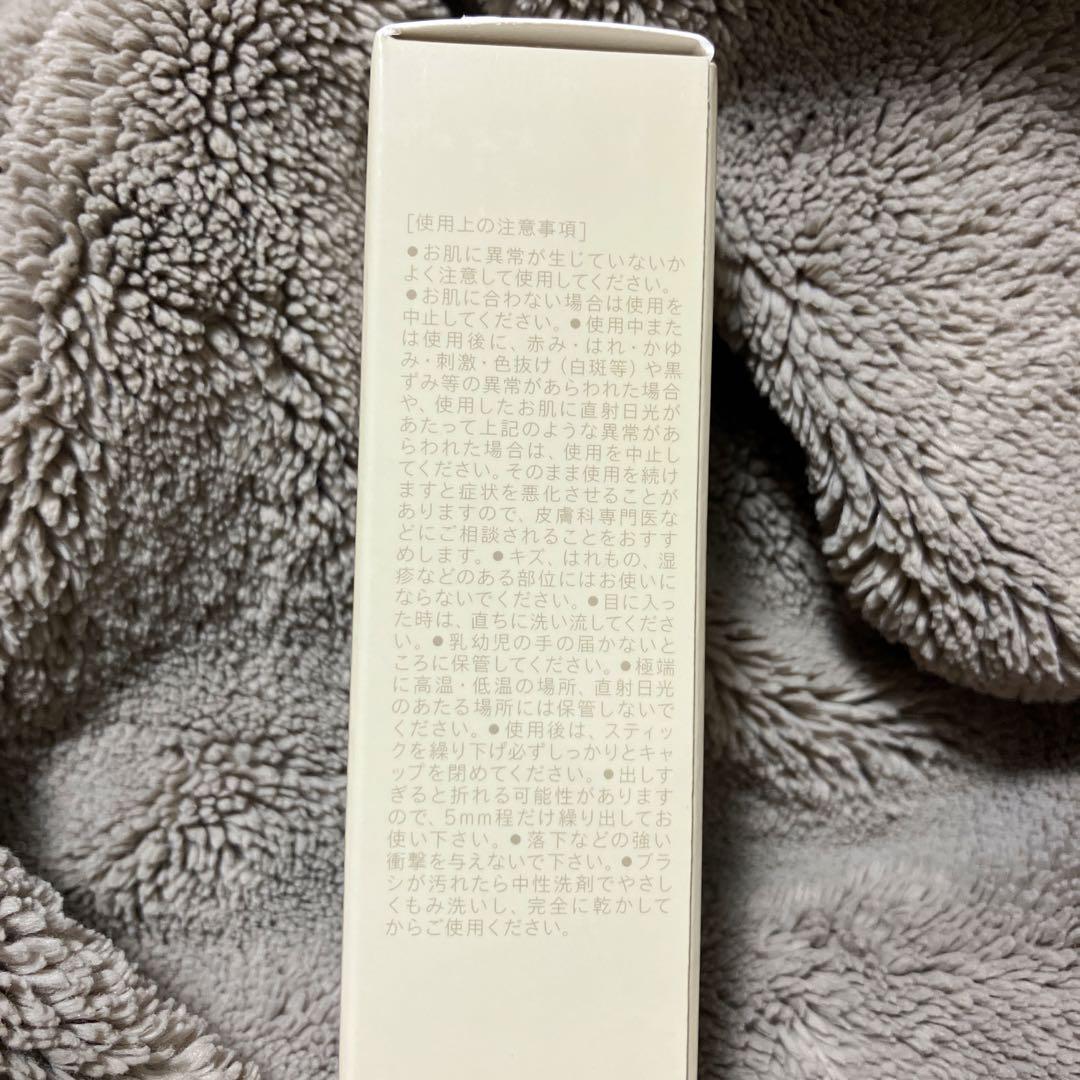 [使用上の注意事項]
●お肌に異常が生じていないか
よく注意して使用してください。
●お肌に合わない場合は使用を
中止してください。●使用中また
は使用後に、赤み・はれ・かゆ
み・刺激・色抜け(白斑等)や黒
ずみ等の異常があらわれた場合
や、使用したお肌に直射日光が
あたって上記のような異常があ
らわれた場合は、使用を中止し
てください。そのまま使用を続け
ますと症状を悪化させることが
ありますので、皮膚科専門医な
どにご相談されることをおすす
めします。●キズ、はれもの、湿
疹などのある部位にはお使いに
ならないでください。●目に入っ
た時は、直ちに洗い流してくださ
い。●乳幼児の手の届かないと
ころに保管してください。●極端
に高温・低温の場所、直射日光
のあたる場所には保管しないで
ください。●使用後は、スティッ
クを繰り下げ必ずしっかりとキャ
ップを閉めてください。●出しす
ぎると折れる可能性があります
ので、5mm程だけ繰り出してお
使い下さい。●落下などの強い
衝撃を与えないで下さい。●ブラ
シが汚れたら中性洗剤でやさし
くもみ洗いし、完全に乾かして
からご使用ください。